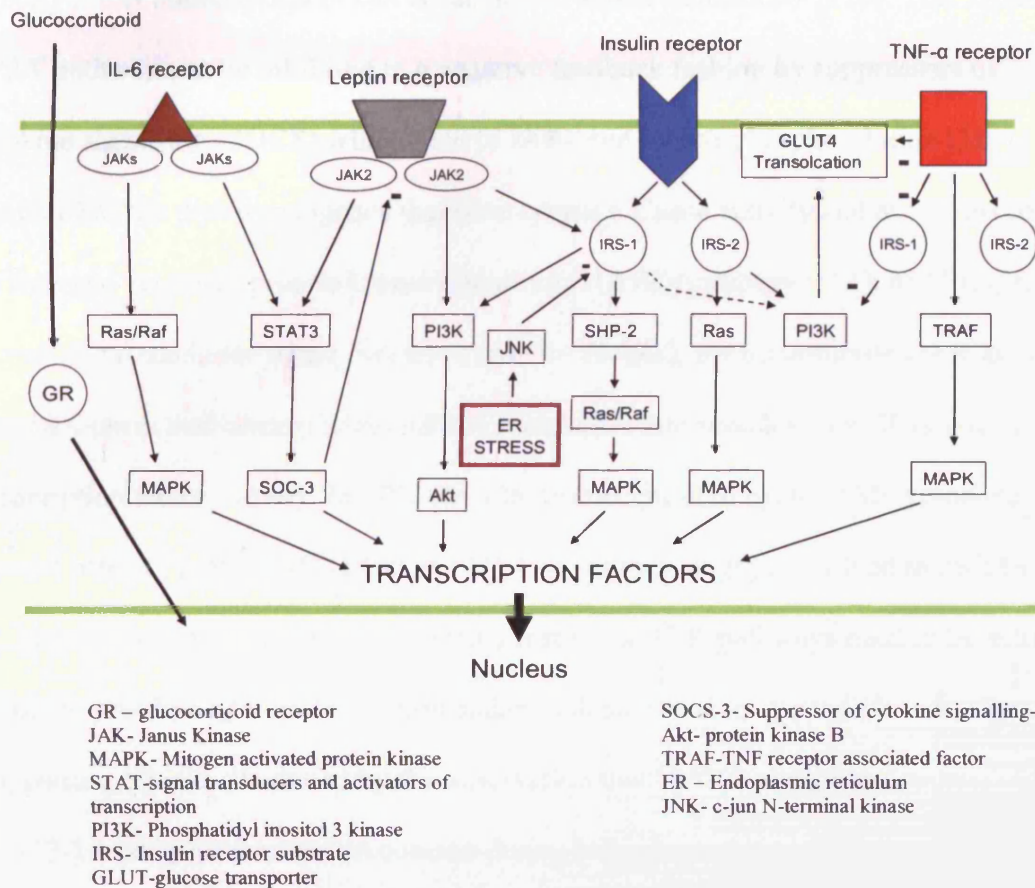 Glucocorticoid
IL-6 receptor
Leptin receptor
Insulin receptor
TNF-α receptor
JAKs
JAKs
JAK2
JAK2
GLUT4
Transolcation
IRS-1
IRS-2
IRS-1
IRS-2
Ras/Raf
STAT3
PI3K
JNK
SHP-2
Ras
PI3K
TRAF
GR
ER
STRESS
Ras/Raf
MAPK
SOC-3
Akt
MAPK
MAPK
MAPK
TRANSCRIPTION FACTORS
Nucleus
GR – glucocorticoid receptor
JAK- Janus Kinase
MAPK- Mitogen activated protein kinase
STAT-signal transducers and activators of
transcription
PI3K- Phosphatidyl inositol 3 kinase
IRS- Insulin receptor substrate
GLUT-glucose transporter
SOCS-3- Suppressor of cytokine signalling-
Akt- protein kinase B
TRAF-TNF receptor associated factor
ER – Endoplasmic reticulum
JNK- c-jun N-terminal kinase